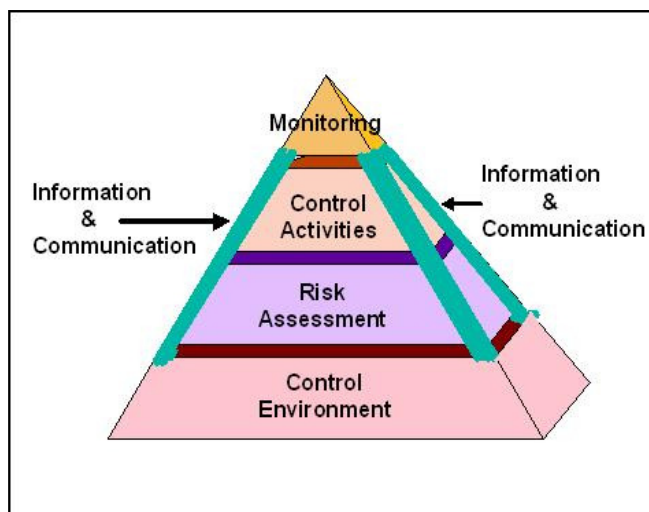 Monitoring
Information
&
Communication
Information
&
Communication
Control
Activities
Risk
Assessment
Control
Environment